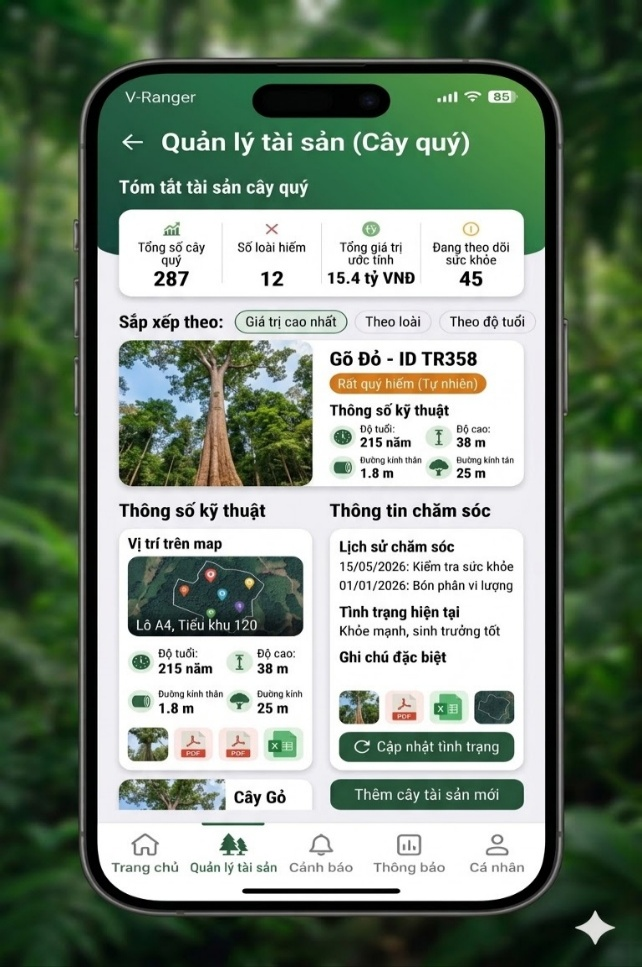 V-Ranger
85
Quản lý tài sản (Cây quý)
Tóm tắt tài sản cây quý
Tổng số cây quý
287
Số loài hiếm
12
Tổng giá trị ước tính
15.4 tỷ VNĐ
Đang theo dõi sức khỏe
45
Sắp xếp theo:
Giá trị cao nhất
Theo loài
Theo độ tuổi
Gõ Đỏ - ID TR358
Rất quý hiếm (Tự nhiên)
Thông số kỹ thuật
Độ tuổi:
215 năm
Độ cao:
38 m
Đường kính thân
1.8 m
Đường kính tán
25 m
Thông số kỹ thuật
Vị trí trên map
Lô A4, Tiểu khu 120
Độ tuổi:
215 năm
Độ cao:
38 m
Đường kính thân
1.8 m
Đường kính
25 m
PDF
PDF
X
Cây Gỏ
Thông tin chăm sóc
Lịch sử chăm sóc
15/05/2026: Kiểm tra sức khỏe
01/01/2026: Bón phân vi lượng
Tình trạng hiện tại
Khỏe mạnh, sinh trưởng tốt
Ghi chú đặc biệt
PDF
X
Cập nhật tình trạng
Thêm cây tài sản mới
Trang chủ
Quản lý tài sản
Cảnh báo
Thông báo
Cá nhân